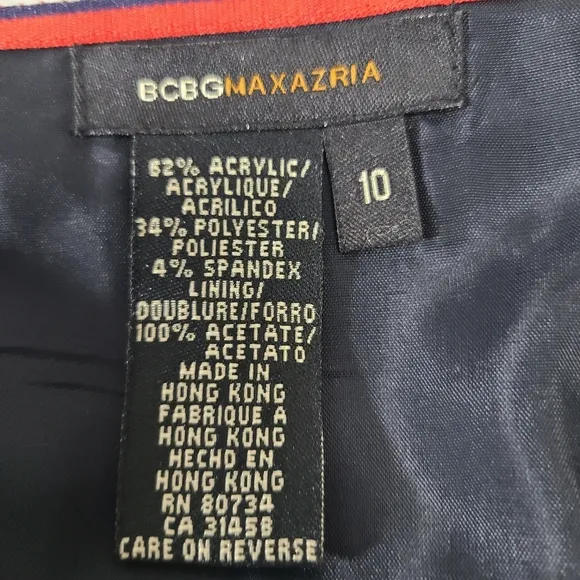 BCBGMAXAZRIA
10
62% ACRYLIC/
ACRYLIQUE/
ACRILICO
34% POLYESTER/
POLIESTER
4% SPANDEX
LINING/
DOUBLURE/FORRO
100% ACETATE/
ACETATO
MADE IN
HONG KONG
FABRIQUE A
HONG KONG
HECHO EN
HONG KONG
RN 80734
CA 31458
CARE ON REVERSE